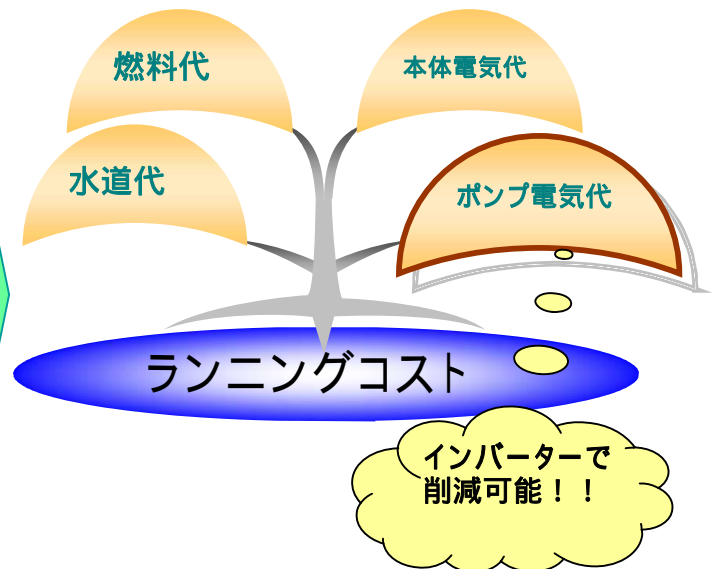 燃料代
本体電気代
水道代
ポンプ電気代
ランニングコスト
インバーターで
削減可能！！